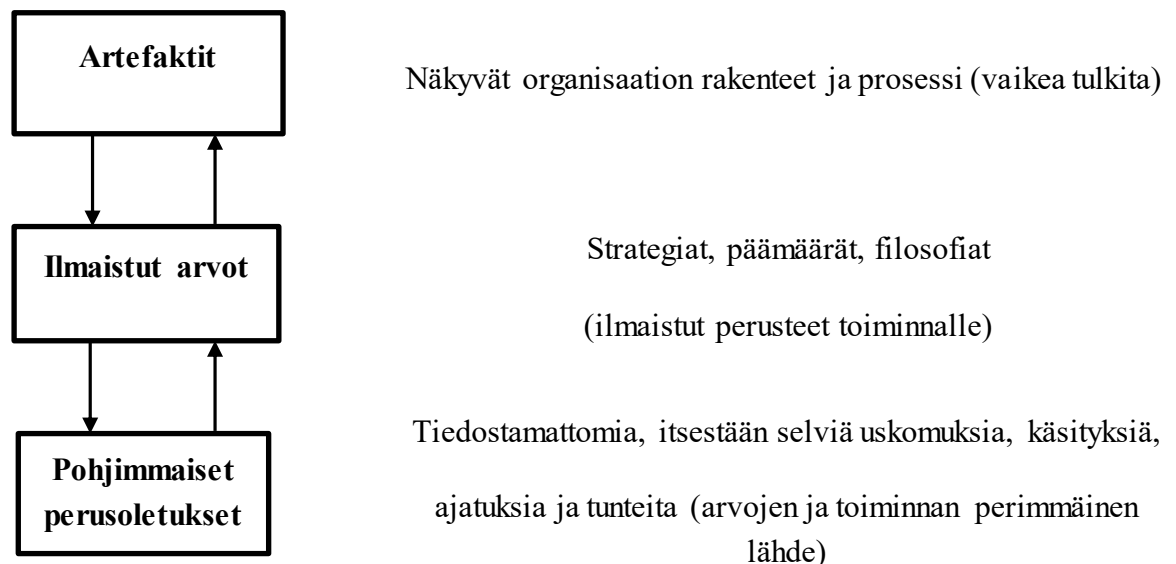 Artefaktit
Näkyvät organisaation rakenteet ja prosessi (vaikea tulkita)
Ilmaistut arvot
Strategiat, päämäärät, filosofiat
(ilmaistut perusteet toiminnalle)
Pohjimmaiset
perusoletukset
Tiedostamattomia, itsestään selviä uskomuksia, käsityksiä,
ajatuksia ja tunteita (arvojen ja toiminnan perimmäinen
lähde)